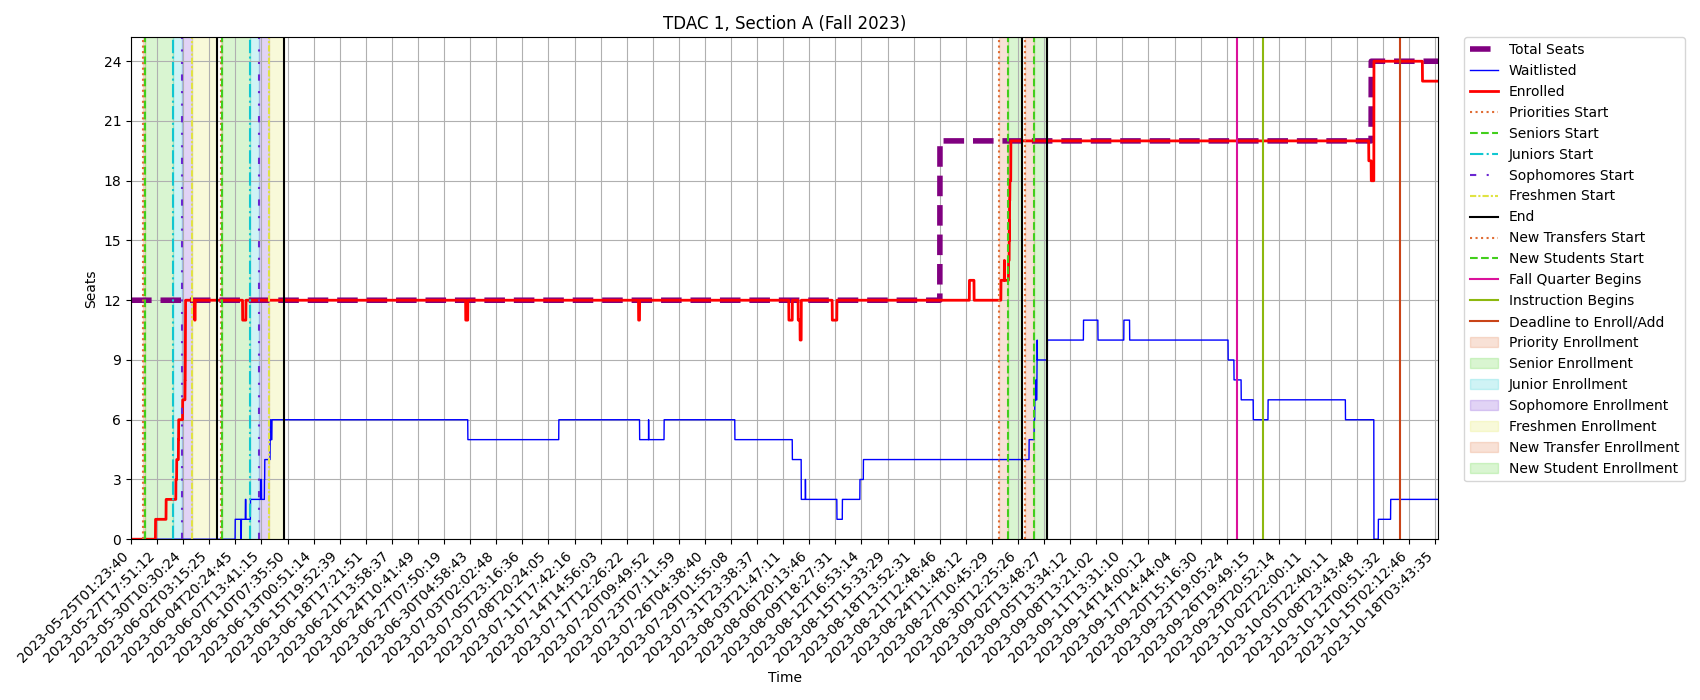 TDAC 1, Section A (Fall 2023)
Seats
24
21
18
15
12
9
6
3
0
2023-05-25T01:23:40
2023-05-27T17:51:12
2023-05-30T10:30:24
2023-06-02T03:15:25
2023-06-04T20:24:45
2023-06-07T13:41:15
2023-06-10T07:35:50
2023-06-13T00:51:14
2023-06-15T19:52:39
2023-06-18T17:21:51
2023-06-21T13:58:37
2023-06-24T10:41:49
2023-06-27T07:50:19
2023-06-30T04:58:43
2023-07-03T02:02:48
2023-07-05T23:16:36
2023-07-08T20:24:05
2023-07-11T17:42:16
2023-07-14T14:56:03
2023-07-17T12:26:22
2023-07-20T09:49:52
2023-07-23T07:11:59
2023-07-26T04:38:40
2023-07-29T01:55:08
2023-07-31T23:38:37
2023-08-03T21:47:11
2023-08-06T20:13:46
2023-08-09T18:27:31
2023-08-12T16:53:14
2023-08-15T15:33:29
2023-08-18T13:52:31
2023-08-21T12:48:46
2023-08-24T11:48:12
2023-08-27T10:45:29
2023-08-30T12:25:26
2023-09-02T13:48:27
2023-09-05T13:34:12
2023-09-08T13:21:02
2023-09-11T13:31:10
2023-09-14T14:00:12
2023-09-17T14:44:04
2023-09-20T15:16:30
2023-09-23T19:05:24
2023-09-26T19:49:15
2023-09-29T20:52:14
2023-10-02T22:00:11
2023-10-05T22:40:11
2023-10-08T23:43:48
2023-10-12T00:51:32
2023-10-15T02:12:46
2023-10-18T03:43:35
Time
Total Seats
Waitlisted
Enrolled
Priorities Start
Seniors Start
Juniors Start
Sophomores Start
Freshmen Start
End
New Transfers Start
New Students Start
Fall Quarter Begins
Instruction Begins
Deadline to Enroll/Add
Priority Enrollment
Senior Enrollment
Junior Enrollment
Sophomore Enrollment
Freshmen Enrollment
New Transfer Enrollment
New Student Enrollment